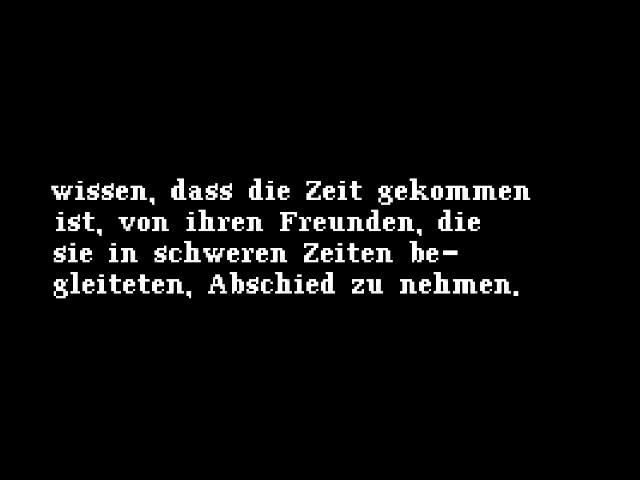 wissen, dass die Zeit gekommen
ist, von ihren Freunden, die
sie in schweren Zeiten be-
gleiteten, Abschied zu nehmen.